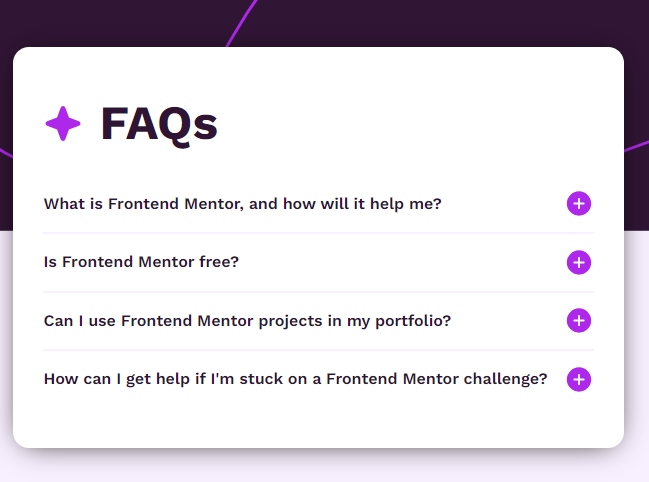 FAQs
What is Frontend Mentor, and how will it help me?
Is Frontend Mentor free?
Can I use Frontend Mentor projects in my portfolio?
How can I get help if I'm stuck on a Frontend Mentor challenge?